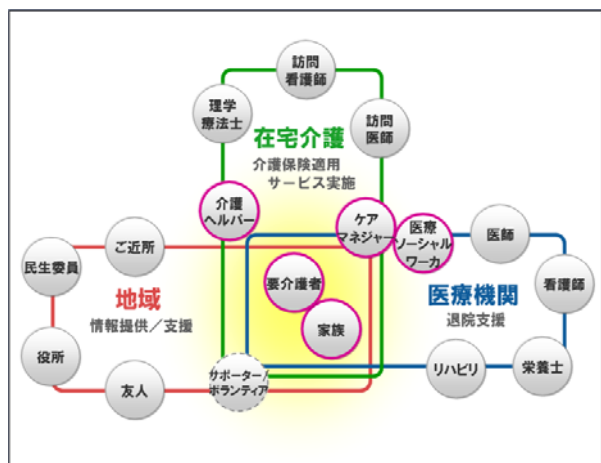 訪問
看護師
理学
療法士
訪問
医師
在宅介護
介護保険適用
サービス実施
介護
ヘルパー
ケア
マネジャー
医療
ソーシャル
ワーカ
医師
ご近所
民生委員
看護師
要介護者
地域
情報提供／支援
医療機関
退院支援
家族
役所
友人
サポーター/
ボランティア
リハビリ
栄養士